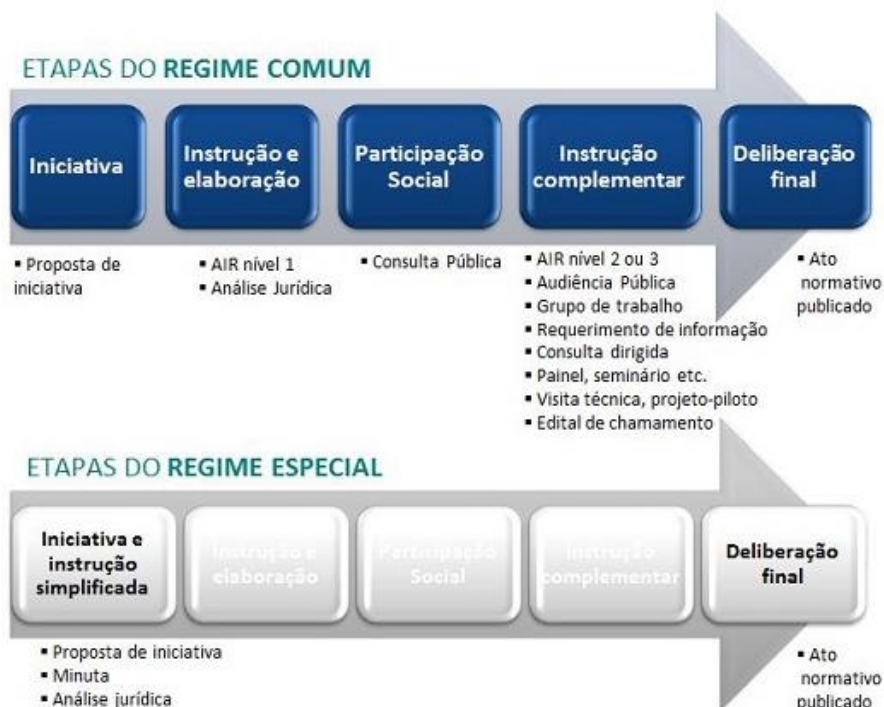 ETAPAS DO REGIME COMUM
Iniciativa
Instrução e
elaboração
Participação
Social
Instrução
complementar
Deliberação
final
▪ Proposta de
iniciativa
▪ AIR nível 1
▪ Análise Jurídica
▪ Consulta Pública
▪ AIR nível 2 ou 3
▪ Audiência Pública
▪ Grupo de trabalho
▪ Requerimento de informação
▪ Consulta dirigida
▪ Painel, seminário etc.
▪ Visita técnica, projeto-piloto
▪ Edital de chamamento
▪ Ato
normativo
publicado
ETAPAS DO REGIME ESPECIAL
Iniciativa e
instrução
simplificada
Instrução e
elaboração
Participação
Social
Instrução
complementar
Deliberação
final
▪ Proposta de iniciativa
▪ Minuta
▪ Análise jurídica
▪ Ato
normativo
publicado